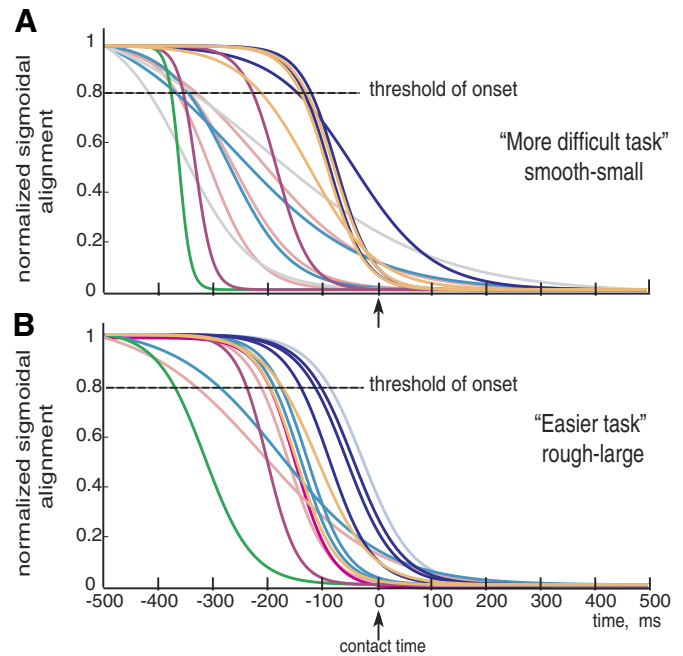 A
normalized sigmoidal
alignment
1
0.8
0.6
0.4
0.2
0
threshold of onset
“More difficult task”
smooth-small
B
normalized sigmoidal
alignment
1
0.8
0.6
0.4
0.2
0
threshold of onset
“Easier task”
rough-large
-500 -400 -300 -200 -100 0 100 200 300 400 500
time, ms
contact time